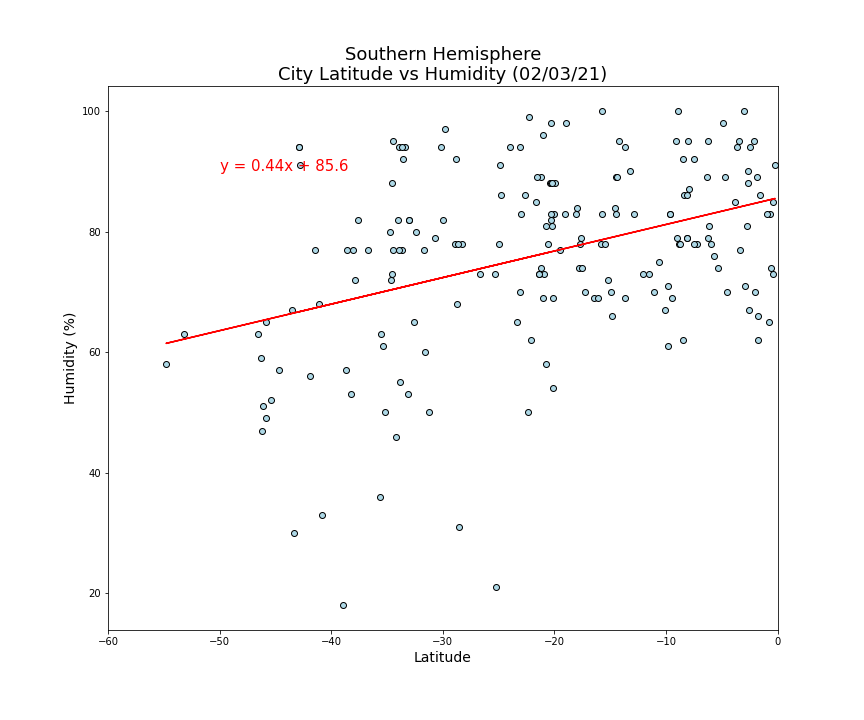 Southern Hemisphere
City Latitude vs Humidity (02/03/21)
100
y = 0.44x + 85.6
80
Humidity (%)
60
40
20
−60 −50 −40 −30 −20 −10 0
Latitude